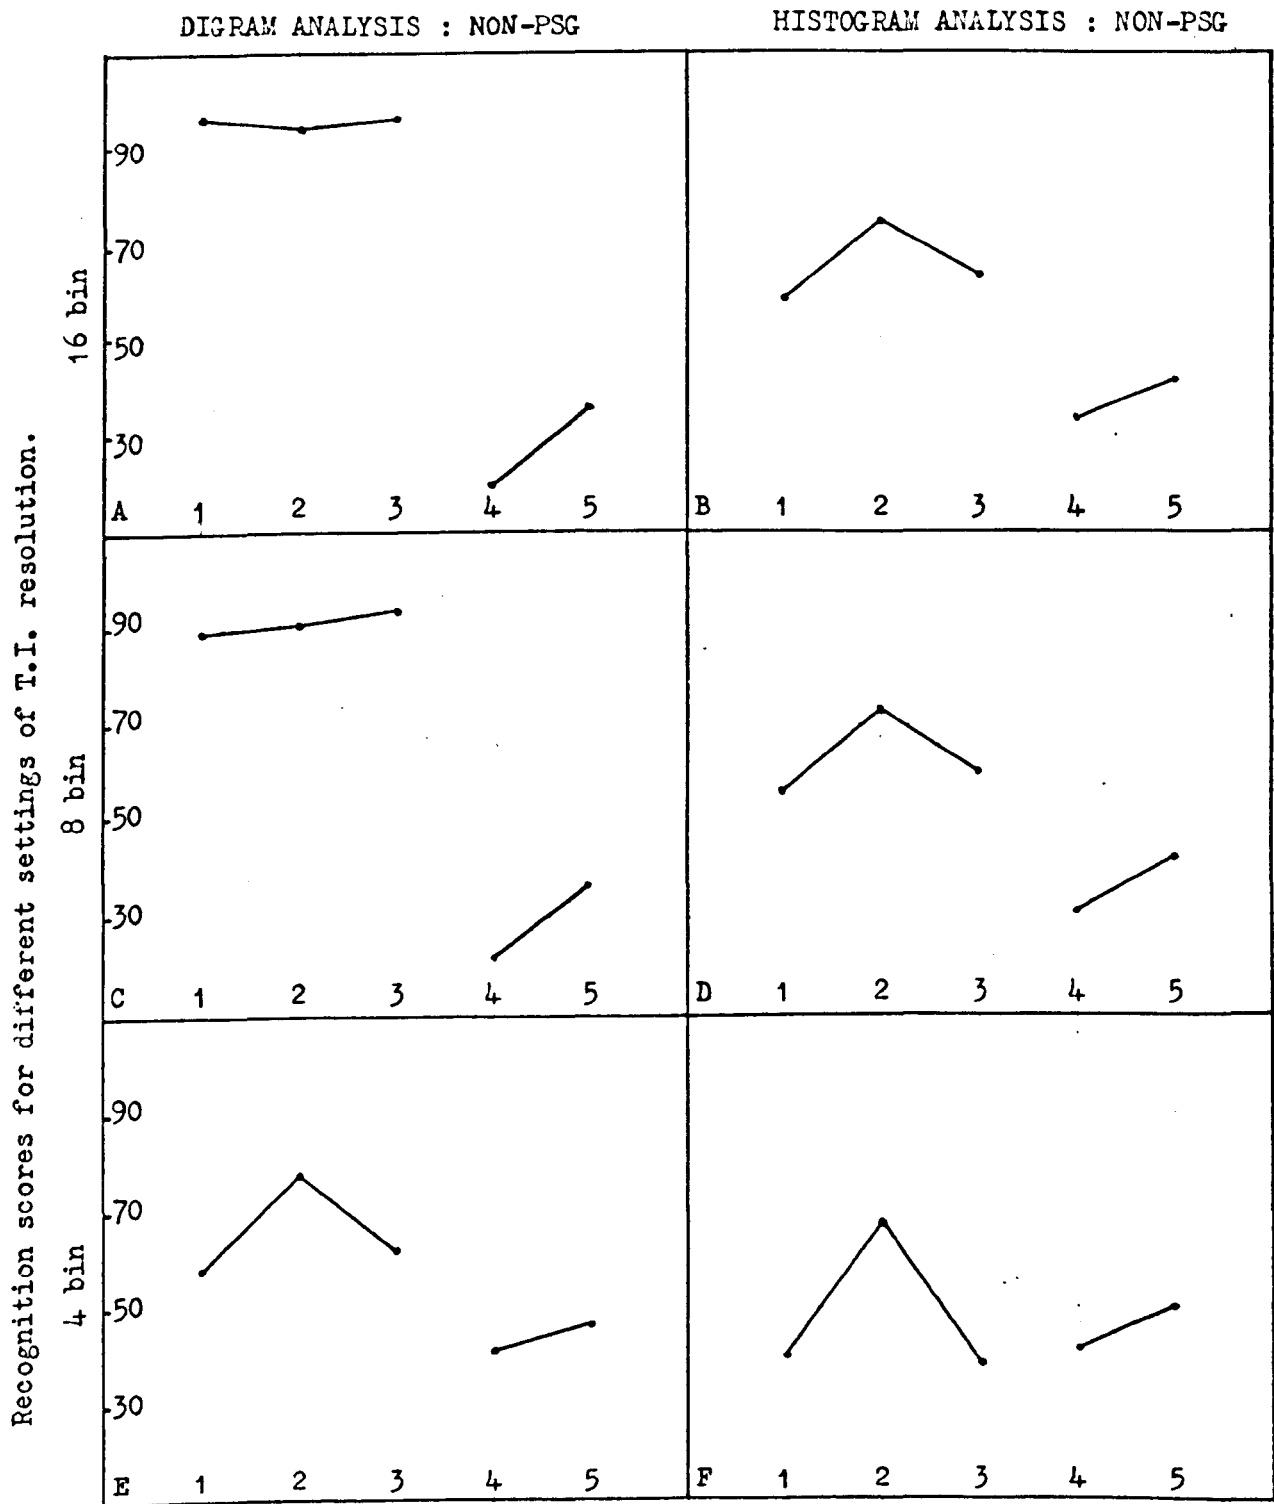 DIGRAM ANALYSIS : NON-PSG
HISTOGRAM ANALYSIS : NON-PSG
Recognition scores for different settings of T.I. resolution.
16 bin
90
70
50
30
A 1 2 3 4 5
B 1 2 3 4 5
8 bin
90
70
50
30
C 1 2 3 4 5
D 1 2 3 4 5
4 bin
90
70
50
30
E 1 2 3 4 5
F 1 2 3 4 5